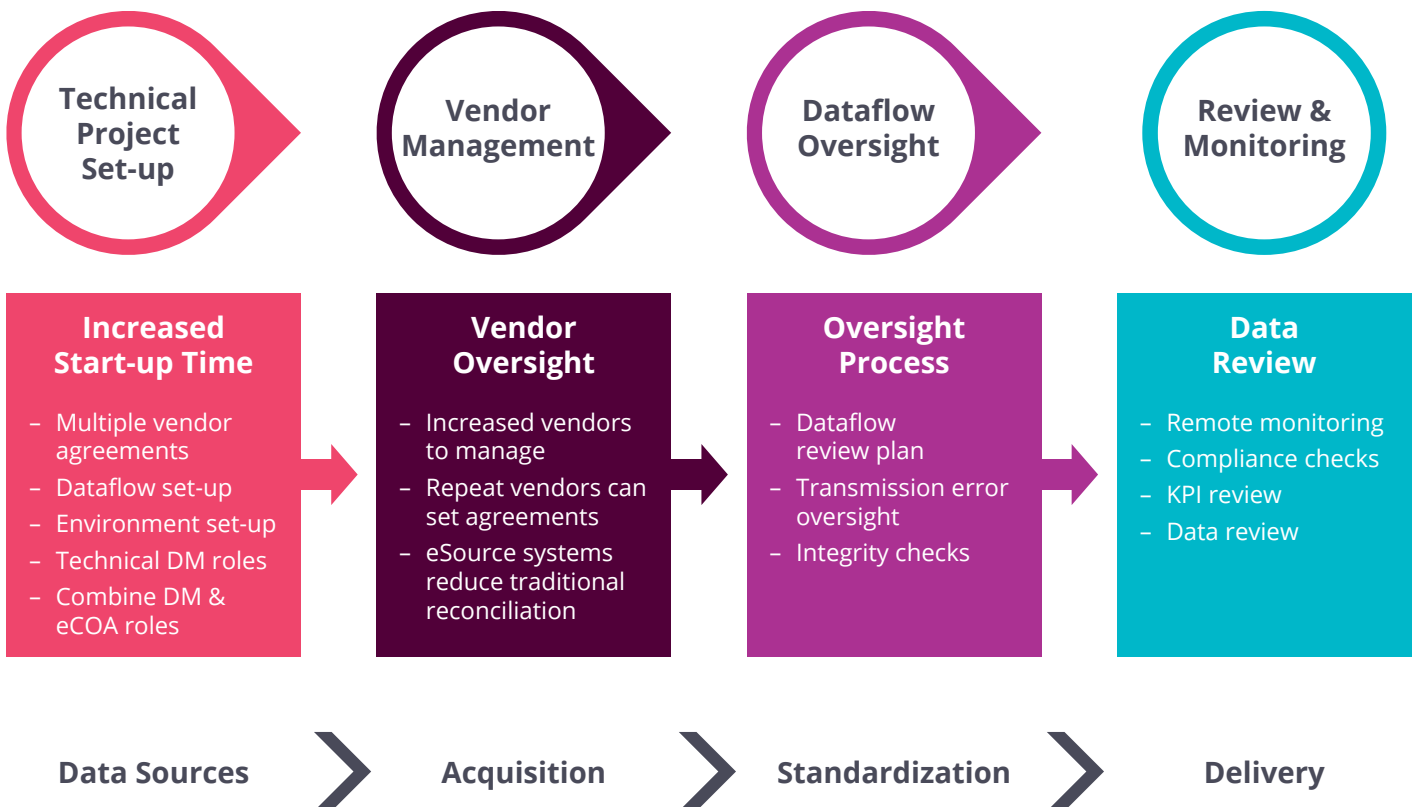 Technical
Project
Set-up
Vendor
Management
Dataflow
Oversight
Review &
Monitoring
Increased
Start-up Time
– Multiple vendor
agreements
– Dataflow set-up
– Environment set-up
– Technical DM roles
– Combine DM &
eCOA roles
Vendor
Oversight
– Increased vendors
to manage
– Repeat vendors can
set agreements
– eSource systems
reduce traditional
reconciliation
Oversight
Process
– Dataflow
review plan
– Transmission error
oversight
– Integrity checks
Data
Review
– Remote monitoring
– Compliance checks
– KPI review
– Data review
Data Sources
Acquisition
Standardization
Delivery